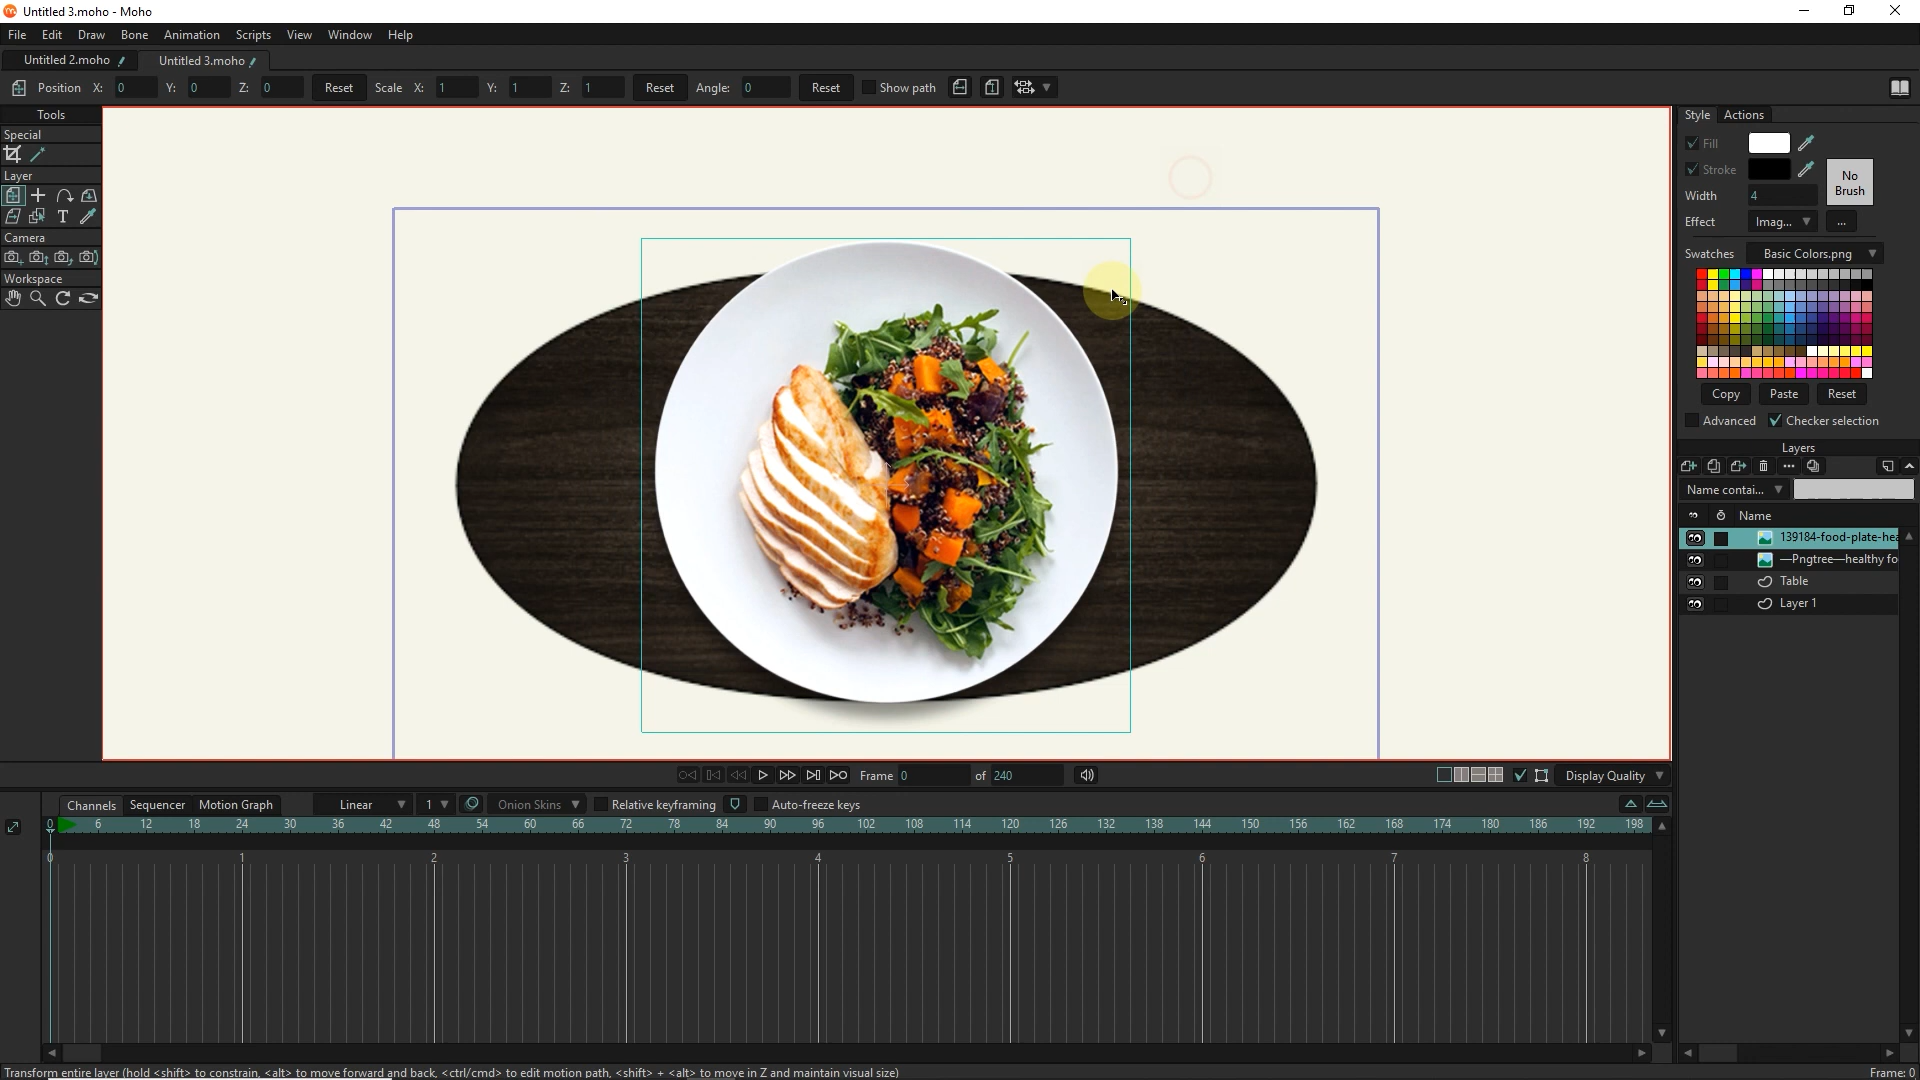 Untitled 3.moho - Moho
File Edit Draw Bone Animation Scripts View Window Help
Untitled 2.moho Untitled 3.moho
Position X: 0 Y: 0 Z: 0 Reset Scale X: 1 Y: 1 Z: 1 Reset Angle: 0 Reset Show path
Tools
Special
Layer
T
Camera
Workspace
Style Actions
Fill
Stroke
No Brush
Width 4
Effect Imag... ...
Swatches Basic Colors.png
Copy Paste Reset
Advanced Checker selection
Layers
Name contai...
Name
139184-food-plate-hea
—Pngtree—healthy fo
Table
Layer 1
Frame 0 of 240 Display Quality
Channels Sequencer Motion Graph Linear 1 Onion Skins Relative keyframing Auto-freeze keys
0 6 12 18 24 30 36 42 48 54 60 66 72 78 84 90 96 102 108 114 120 126 132 138 144 150 156 162 168 174 180 186 192 198
0 1 2 3 4 5 6 7 8
Transform entire layer (hold <shift> to constrain, <alt> to move forward and back, <ctrl/cmd> to edit motion path, <shift> + <alt> to move in Z and maintain visual size) Frame: 0